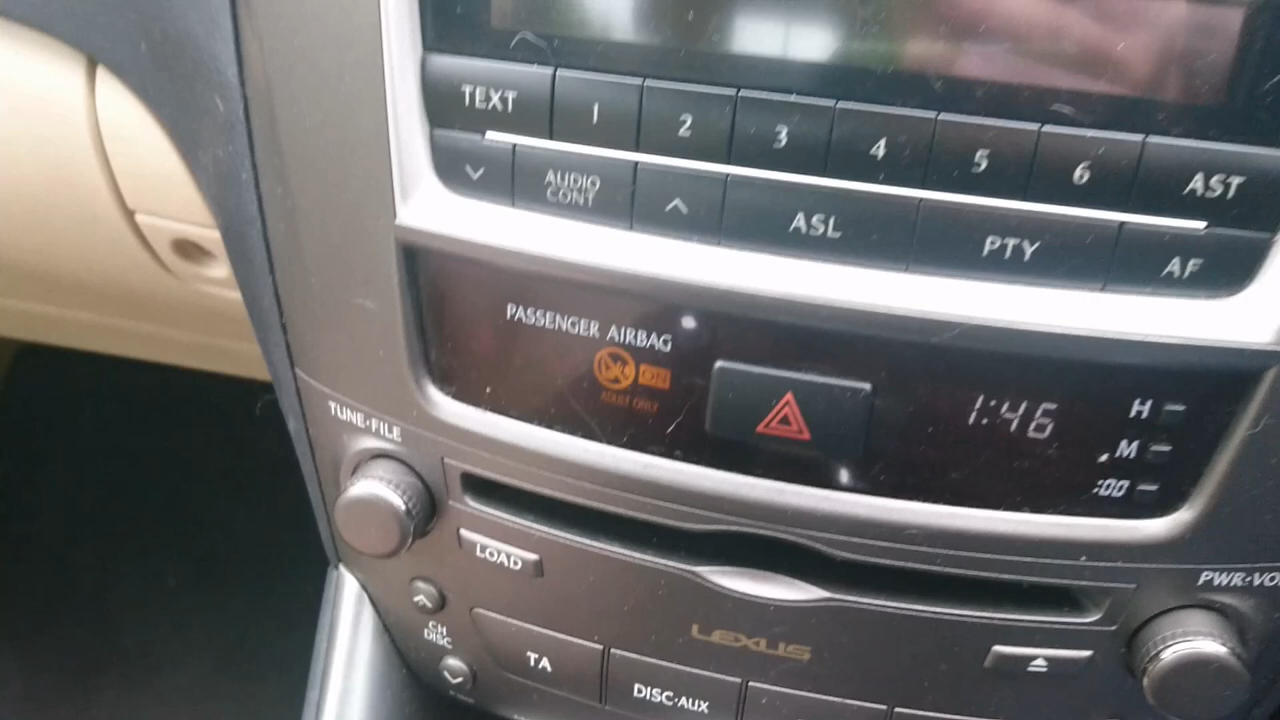 TEXT 1 2 3 4 5 6 AST
AUDIO CONT ASL PTY AF
PASSENGER AIRBAG
ON
ADULT ONLY
1:46
H
M
:00
TUNE·FILE
LOAD
PWR·VO
CH
DISC
LEXUS
TA
DISC·AUX